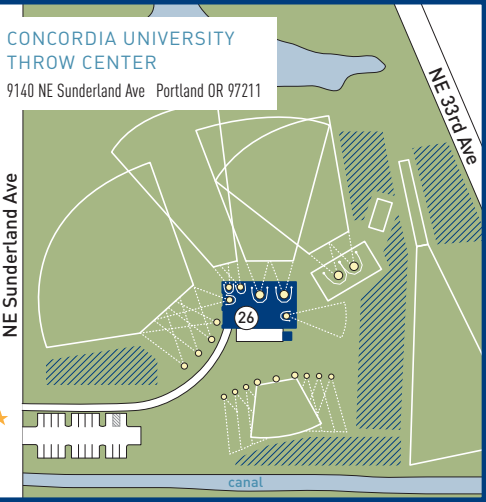 CONCORDIA UNIVERSITY
THROW CENTER
9140 NE Sunderland Ave Portland OR 97211
NE 33rd Ave
NE Sunderland Ave
26
canal